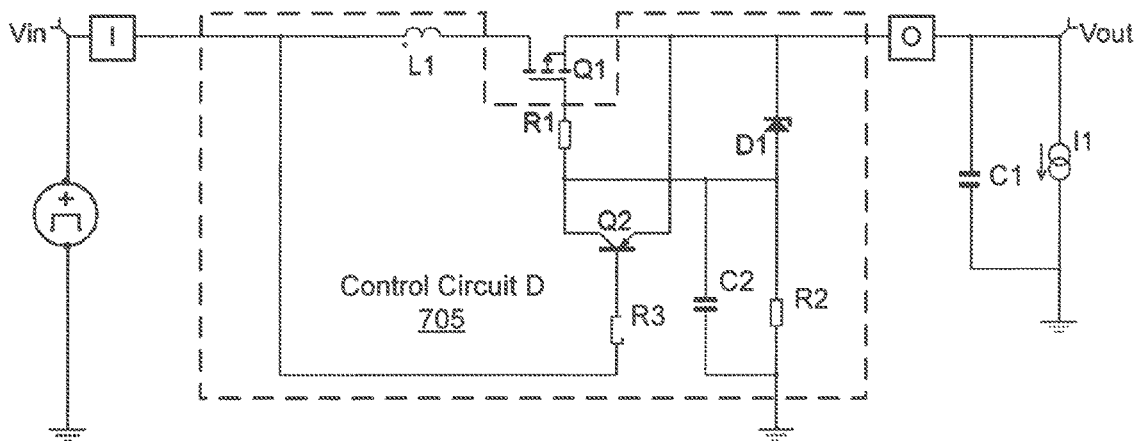 Vin
I
L1
Q1
O
Vout
R1
D1
I1
C1
Q2
Control Circuit D
705
C2
R2
R3
+